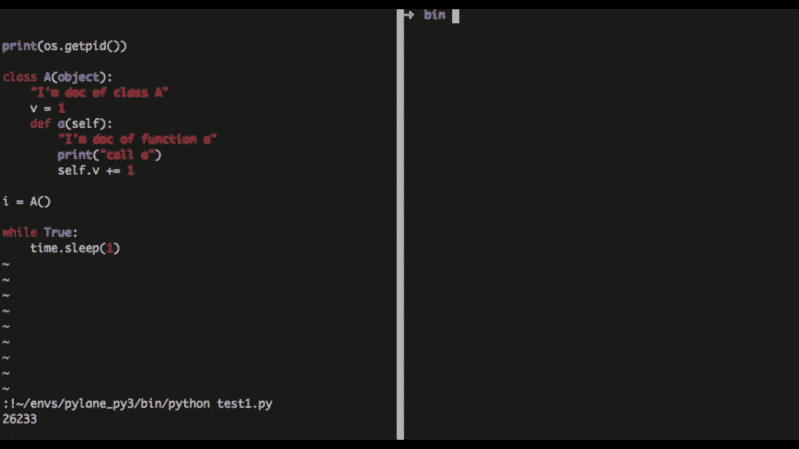 print(os.getpid())
class A(object):
    "I'm doc of class A"
    v = 1
    def a(self):
        "I'm doc of function a"
        print("call a")
        self.v += 1
i = A()
while True:
    time.sleep(1)
~
~
~
~
~
~
~
~
~
:!~/envs/pylane_py3/bin/python test1.py
26233
➜ bin